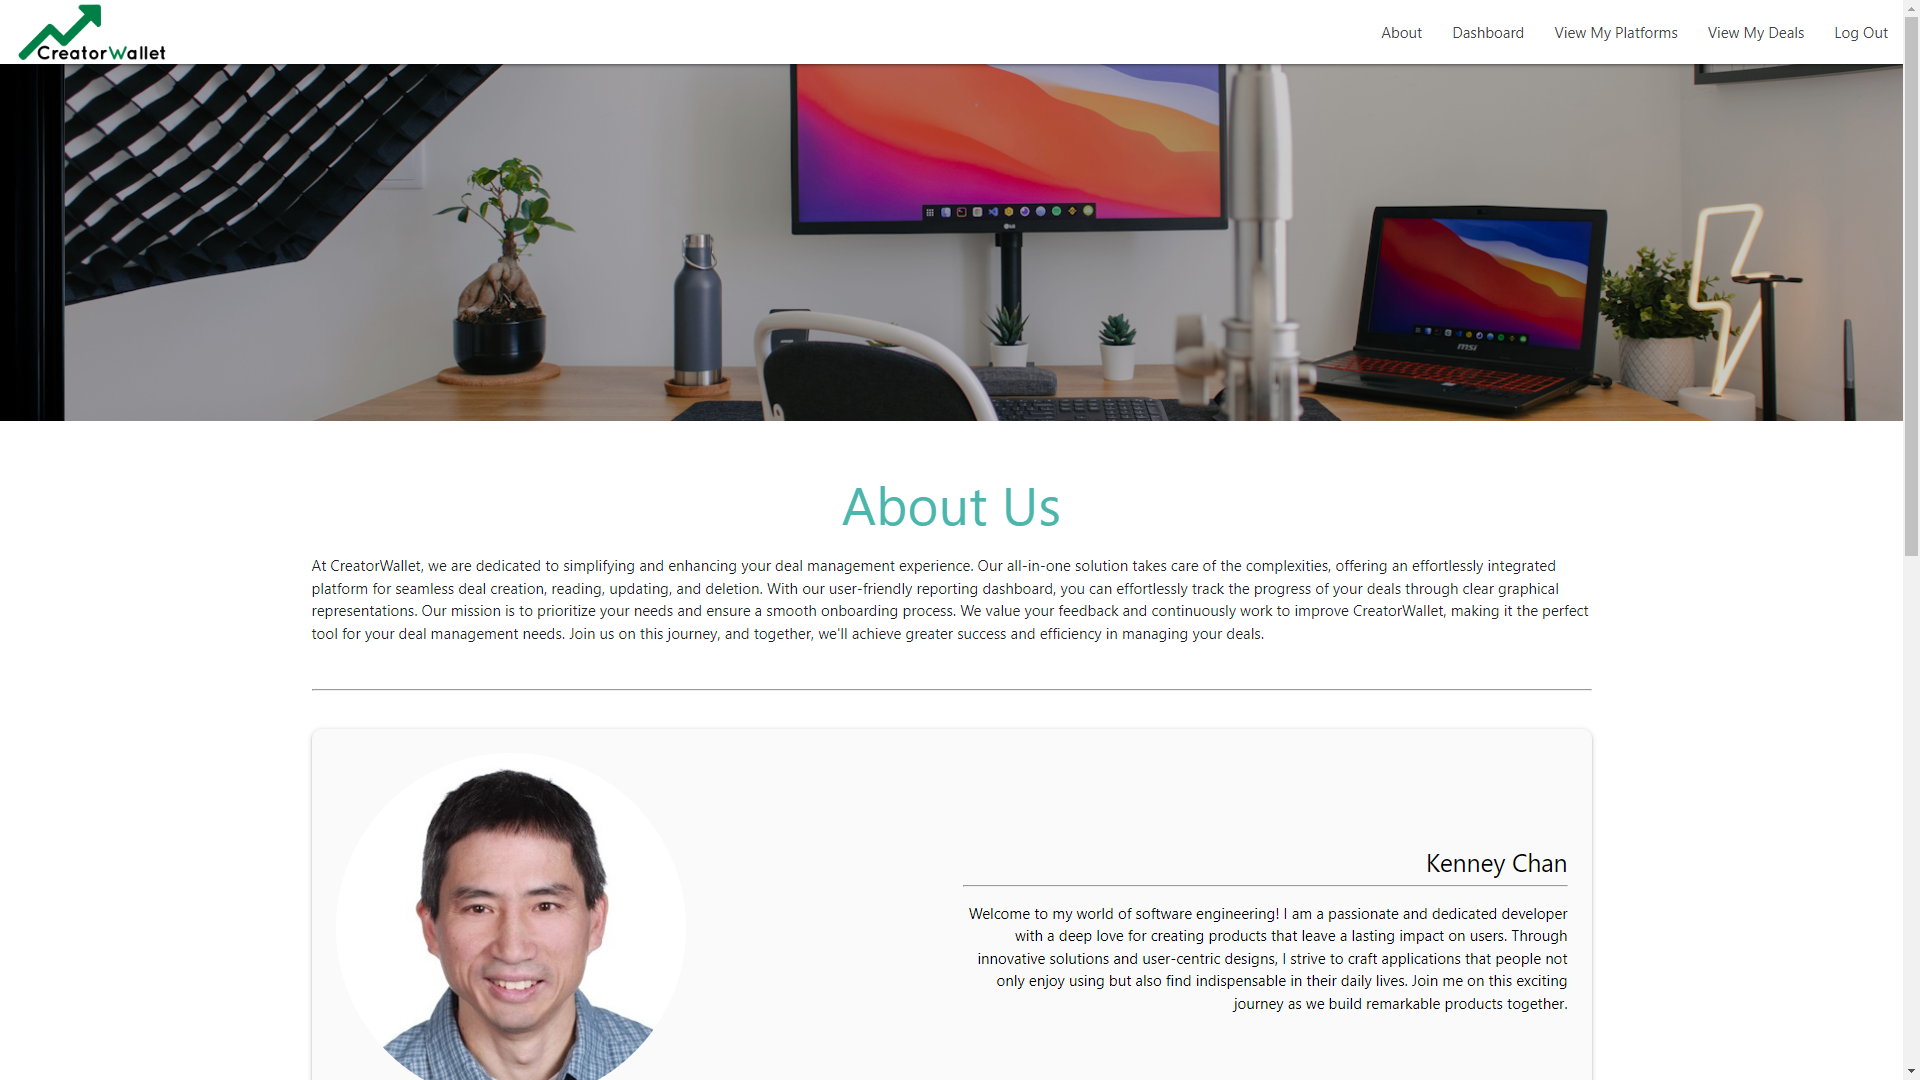 CreatorWallet
About
Dashboard
View My Platforms
View My Deals
Log Out
LG
msi
About Us
At CreatorWallet, we are dedicated to simplifying and enhancing your deal management experience. Our all-in-one solution takes care of the complexities, offering an effortlessly integrated
platform for seamless deal creation, reading, updating, and deletion. With our user-friendly reporting dashboard, you can effortlessly track the progress of your deals through clear graphical
representations. Our mission is to prioritize your needs and ensure a smooth onboarding process. We value your feedback and continuously work to improve CreatorWallet, making it the perfect
tool for your deal management needs. Join us on this journey, and together, we'll achieve greater success and efficiency in managing your deals.
Kenney Chan
Welcome to my world of software engineering! I am a passionate and dedicated developer
with a deep love for creating products that leave a lasting impact on users. Through
innovative solutions and user-centric designs, I strive to craft applications that people not
only enjoy using but also find indispensable in their daily lives. Join me on this exciting
journey as we build remarkable products together.